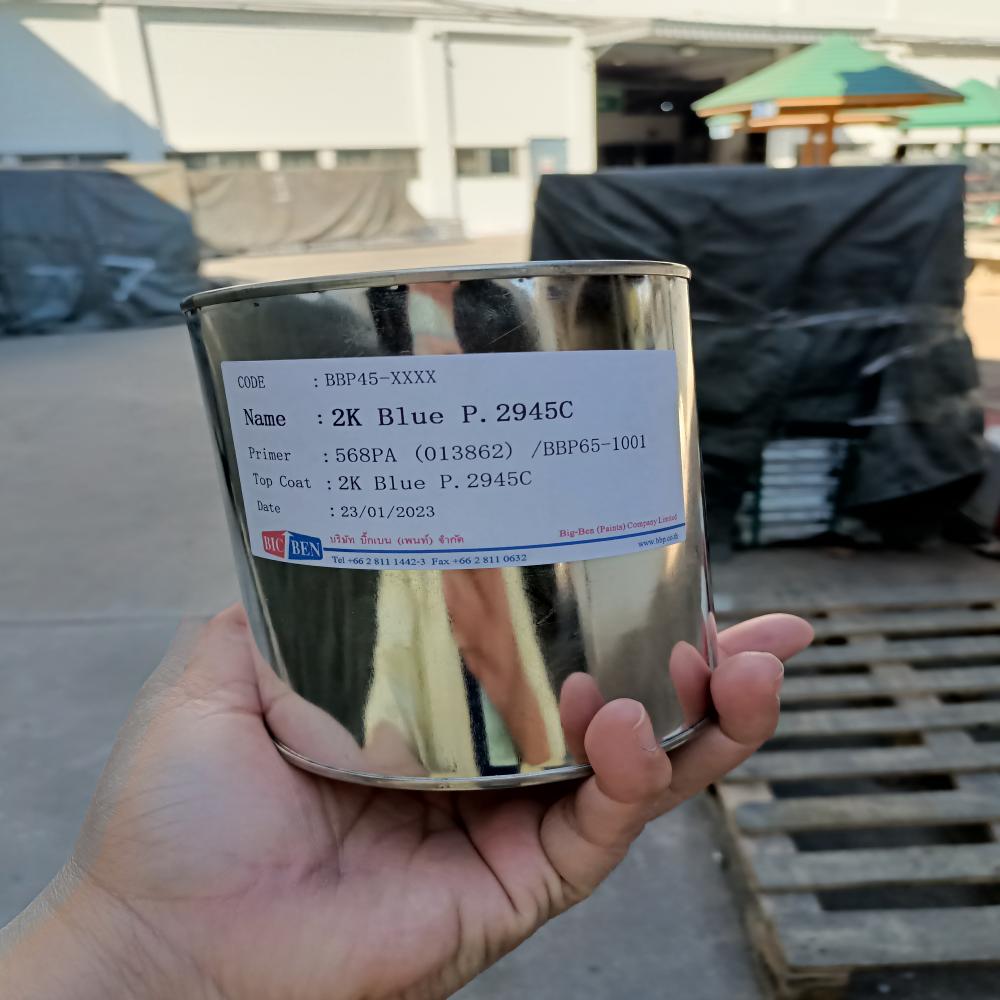 CODE : BBP45-XXXX
Name : 2K Blue P. 2945C
Primer : 568PA (013862) /BBP65-1001
Top Coat : 2K Blue P. 2945C
Date : 23/01/2023
BIG BEN บริษัท บิ๊กเบน (เพนท์) จำกัด Big-Ben (Paints) Company Limited
Tel +66 2 811 1442-3 Fax +66 2 811 0632 www.bbp.co.th